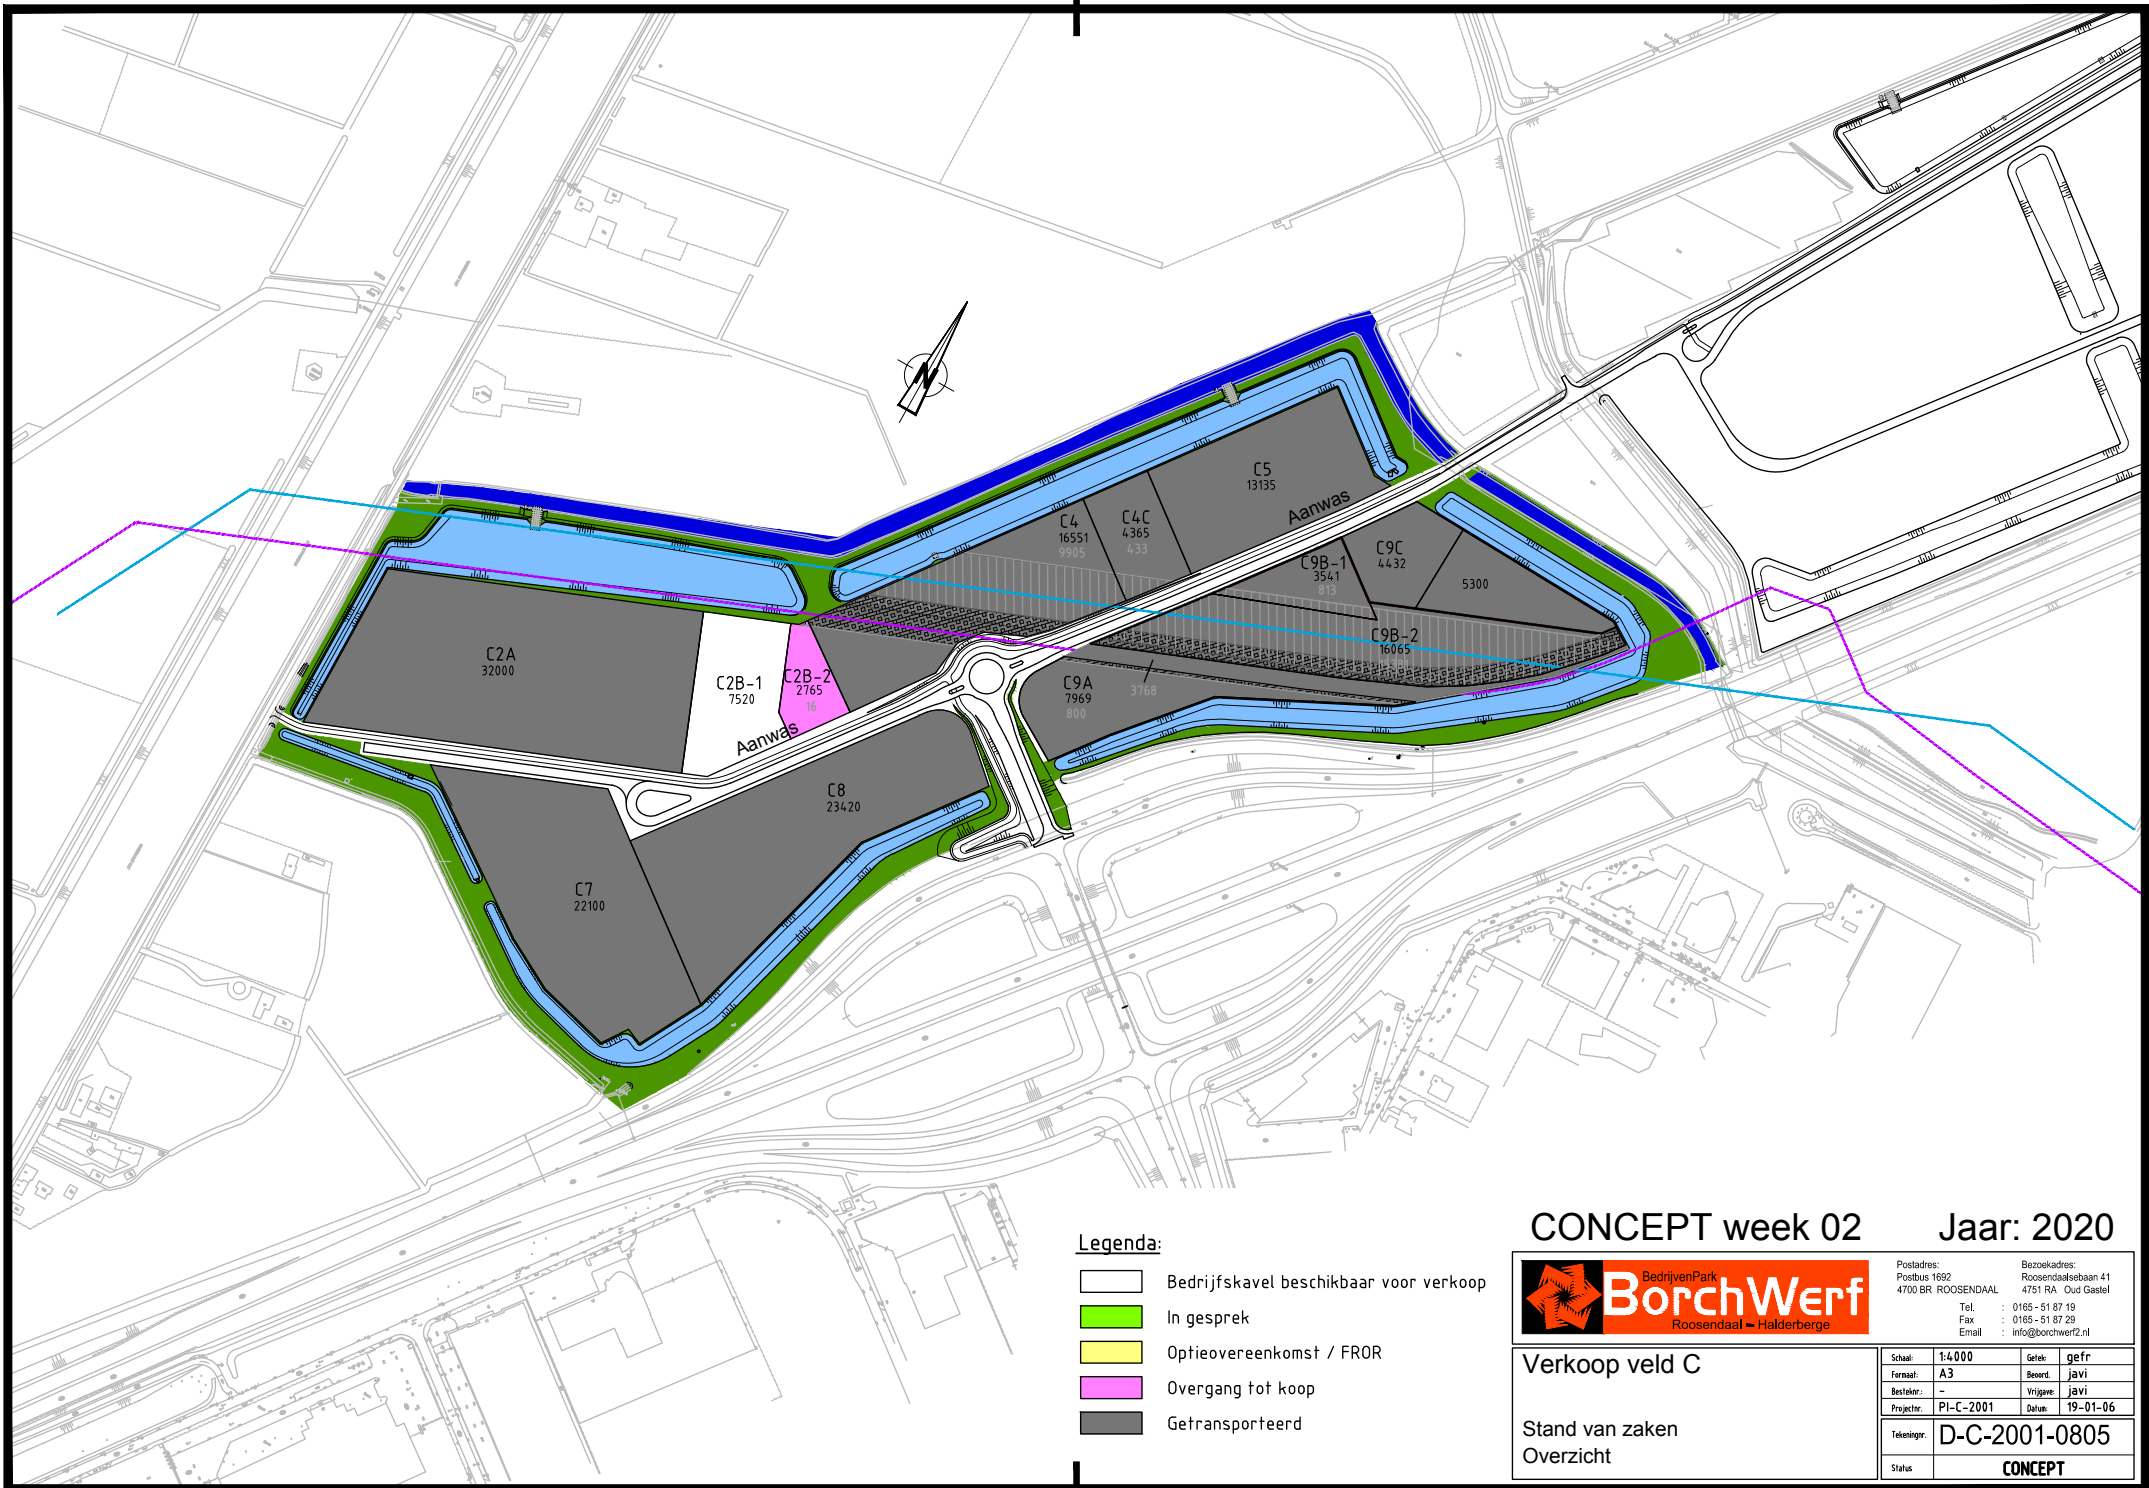 N
C5
13135
Aanwas
C4
16551
9905
C4C
4365
433
C9C
4432
C9B-1
3541
813
5300
C9B-2
16065
C2A
32000
C2B-1
7520
C2B-2
2765
16
Aanwas
C9A
7969
800
3768
C8
23420
C7
22100
CONCEPT week 02
Jaar: 2020
Legenda:
Bedrijfskavel beschikbaar voor verkoop
In gesprek
Optieovereenkomst / FROR
Overgang tot koop
Getransporteerd
BedrijvenPark
BorchWerf
Roosendaal - Halderberge
Postadres:
Postbus 1692
4700 BR ROOSENDAAL
Bezoekadres:
Roosendaalsebaan 41
4751 RA Oud Gastel
Tel. : 0165 - 51 87 19
Fax : 0165 - 51 87 29
Email : info@borchwerf2.nl
Verkoop veld C
Stand van zaken
Overzicht
Schaal: 1:4000 Getek: gefr
Formaat: A3 Beoord. javi
Besteknr.: - Vrijgave: javi
Projectnr. PI-C-2001 Datum: 19-01-06
Tekeningnr. D-C-2001-0805
Status CONCEPT